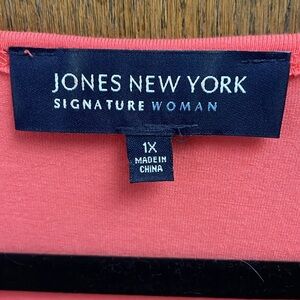 JONES NEW YORK
SIGNATURE WOMAN
1X
MADE IN
CHINA